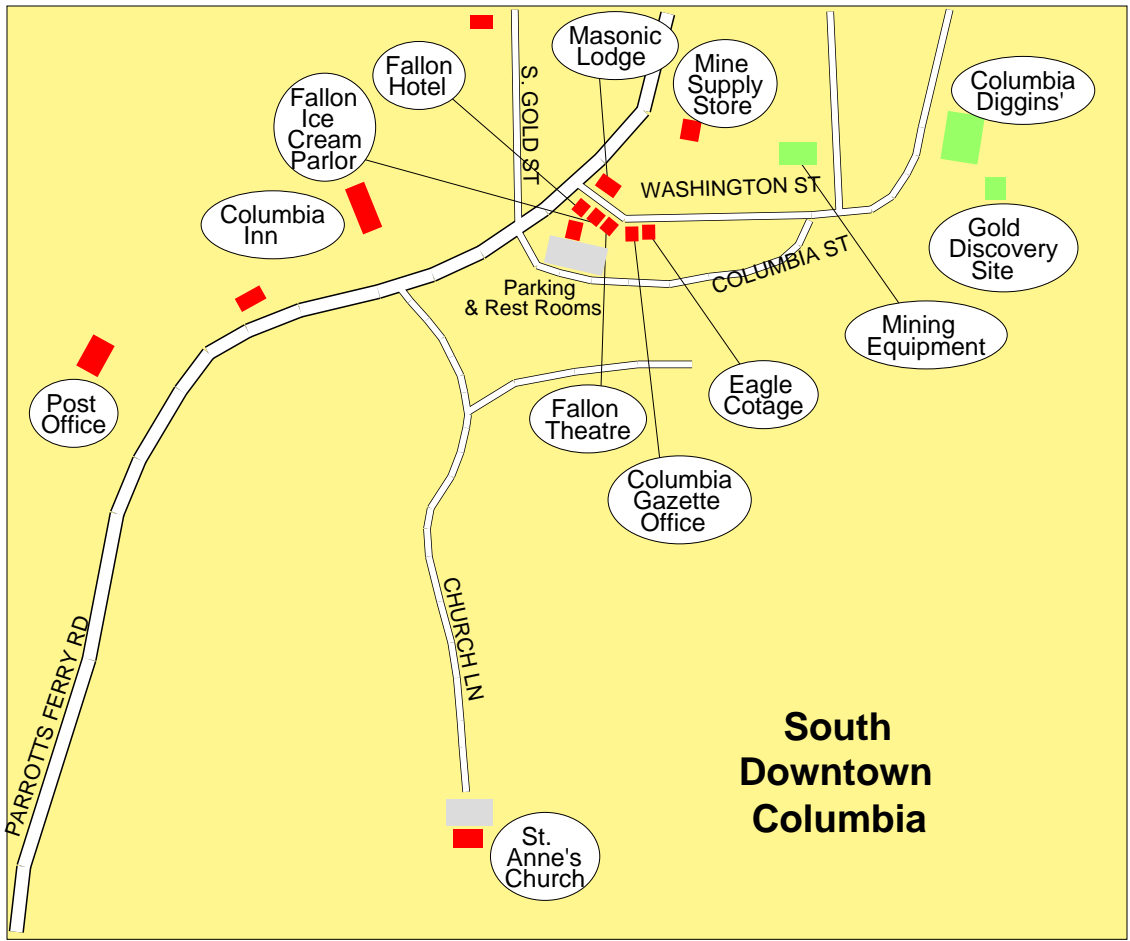 Masonic
Lodge
Fallon
Hotel
Mine
Supply
Store
Columbia
Diggins'
Fallon
Ice
Cream
Parlor
S. GOLD ST
WASHINGTON ST
Columbia
Inn
Gold
Discovery
Site
COLUMBIA ST
Parking
& Rest Rooms
Mining
Equipment
Post
Office
Eagle
Cotage
Fallon
Theatre
Columbia
Gazette
Office
CHURCH LN
PARROTTS FERRY RD
South
Downtown
Columbia
St.
Anne's
Church